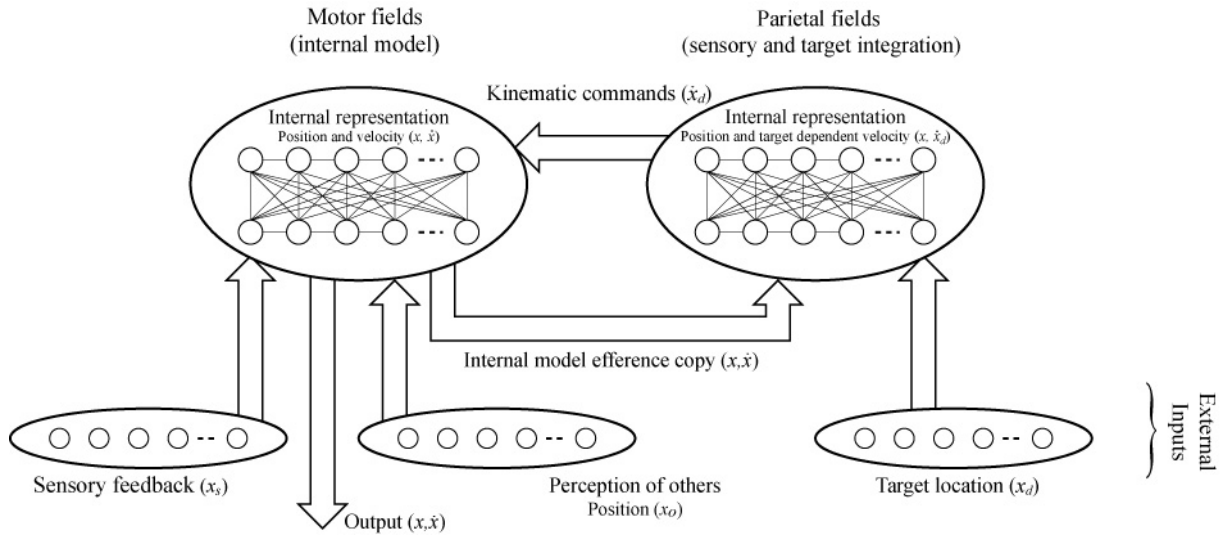 Motor fields
(internal model)
Parietal fields
(sensory and target integration)
Kinematic commands (ẋd)
Internal representation
Position and velocity (x, ẋ)
Internal representation
Position and target dependent velocity (x, ẋd)
Internal model efference copy (x,ẋ)
External
Inputs
Sensory feedback (xs)
Perception of others
Position (xo)
Target location (xd)
Output (x,ẋ)